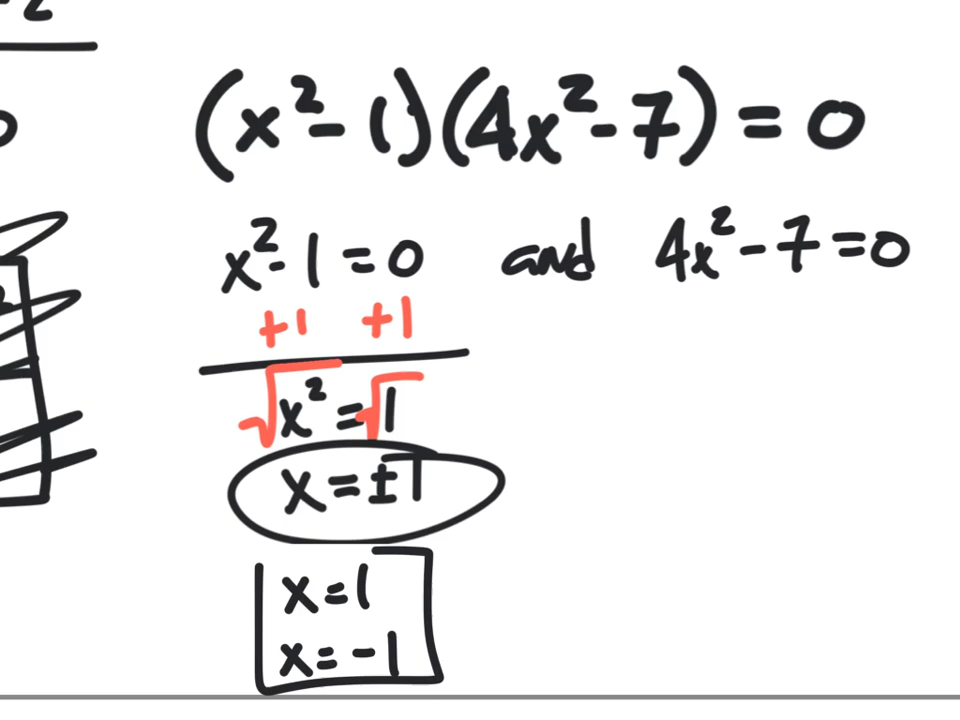 (x²-1)(4x²-7)=0
x²-1=0 and 4x²-7=0
+1 +1
√x²=√1
x=±1
x=1
x=-1